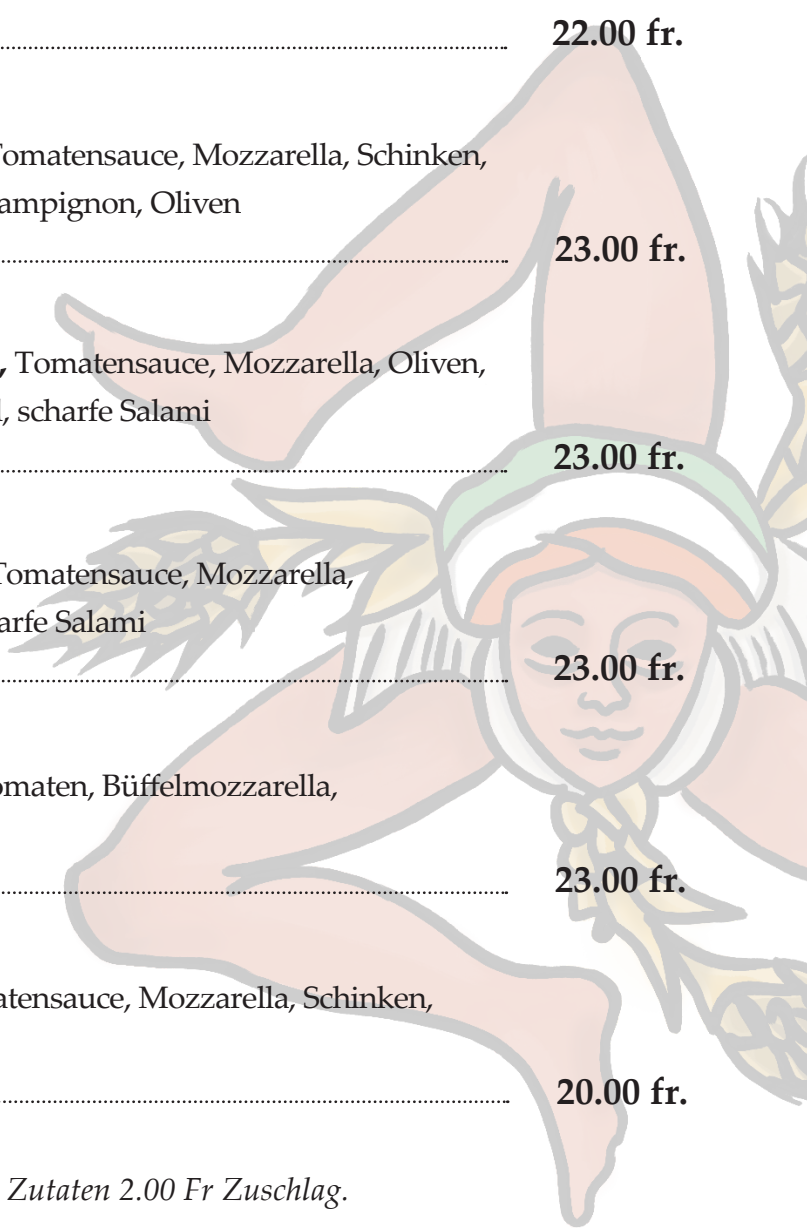 22.00 fr.
Tomatensauce, Mozzarella, Schinken,
ampignon, Oliven
23.00 fr.
, Tomatensauce, Mozzarella, Oliven,
l, scharfe Salami
23.00 fr.
Tomatensauce, Mozzarella,
arfe Salami
23.00 fr.
omaten, Büffelmozzarella,
23.00 fr.
atensauce, Mozzarella, Schinken,
20.00 fr.
Zutaten 2.00 Fr Zuschlag.